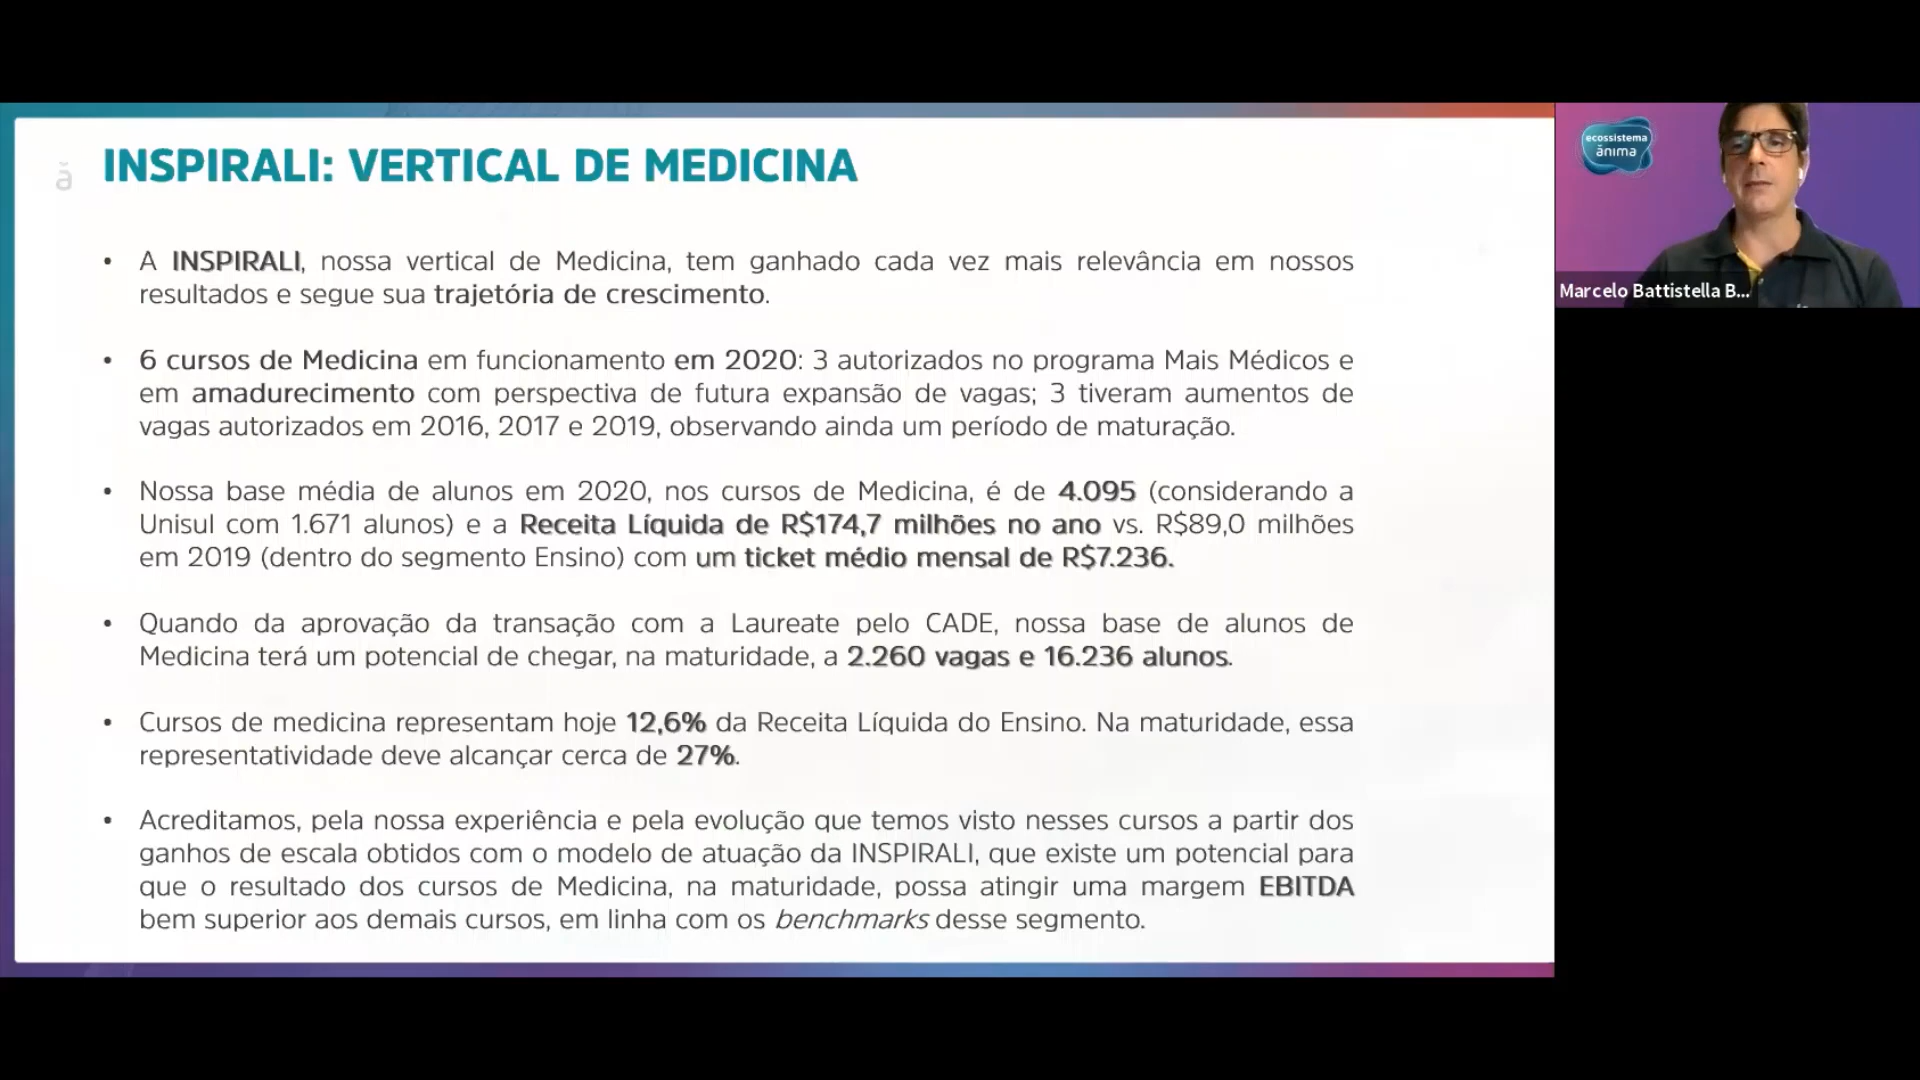 ă INSPIRALI: VERTICAL DE MEDICINA
• A INSPIRALI, nossa vertical de Medicina, tem ganhado cada vez mais relevância em nossos
resultados e segue sua trajetória de crescimento.
• 6 cursos de Medicina em funcionamento em 2020: 3 autorizados no programa Mais Médicos e
em amadurecimento com perspectiva de futura expansão de vagas; 3 tiveram aumentos de
vagas autorizados em 2016, 2017 e 2019, observando ainda um período de maturação.
• Nossa base média de alunos em 2020, nos cursos de Medicina, é de 4.095 (considerando a
Unisul com 1.671 alunos) e a Receita Líquida de R$174,7 milhões no ano vs. R$89,0 milhões
em 2019 (dentro do segmento Ensino) com um ticket médio mensal de R$7.236.
• Quando da aprovação da transação com a Laureate pelo CADE, nossa base de alunos de
Medicina terá um potencial de chegar, na maturidade, a 2.260 vagas e 16.236 alunos.
• Cursos de medicina representam hoje 12,6% da Receita Líquida do Ensino. Na maturidade, essa
representatividade deve alcançar cerca de 27%.
• Acreditamos, pela nossa experiência e pela evolução que temos visto nesses cursos a partir dos
ganhos de escala obtidos com o modelo de atuação da INSPIRALI, que existe um potencial para
que o resultado dos cursos de Medicina, na maturidade, possa atingir uma margem EBITDA
bem superior aos demais cursos, em linha com os benchmarks desse segmento.
ecossistema
ănıma
Marcelo Battistella B...